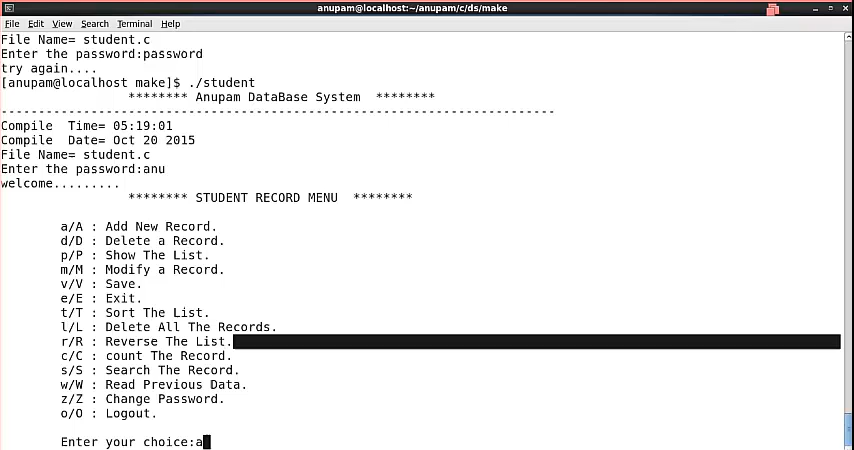 anupam@localhost:~/anupam/c/ds/make
File Edit View Search Terminal Help
File Name= student.c
Enter the password:password
try again....
[anupam@localhost make]$ ./student
******** Anupam DataBase System ********
--------------------------------------------------------------------------
Compile Time= 05:19:01
Compile Date= Oct 20 2015
File Name= student.c
Enter the password:anu
welcome.........
******** STUDENT RECORD MENU ********
a/A : Add New Record.
d/D : Delete a Record.
p/P : Show The List.
m/M : Modify a Record.
v/V : Save.
e/E : Exit.
t/T : Sort The List.
l/L : Delete All The Records.
r/R : Reverse The List.
c/C : count The Record.
s/S : Search The Record.
w/W : Read Previous Data.
z/Z : Change Password.
o/O : Logout.
Enter your choice:a